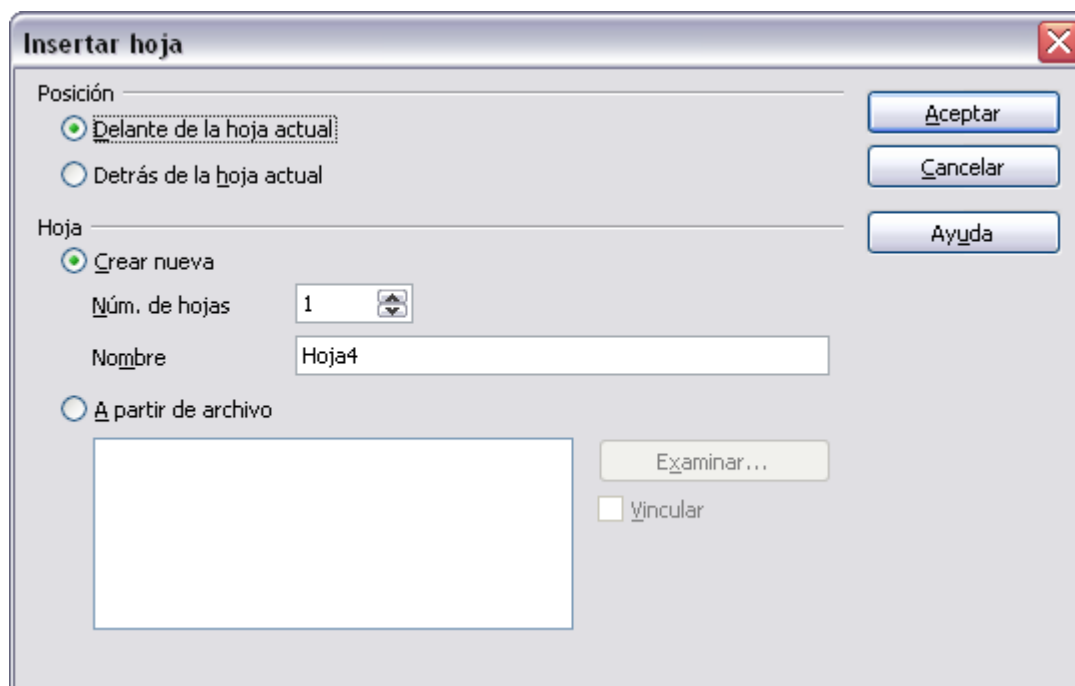 Insertar hoja
Posición
Delante de la hoja actual
Detrás de la hoja actual
Aceptar
Cancelar
Ayuda
Hoja
Crear nueva
Núm. de hojas 1
Nombre Hoja4
A partir de archivo
Examinar...
Vincular